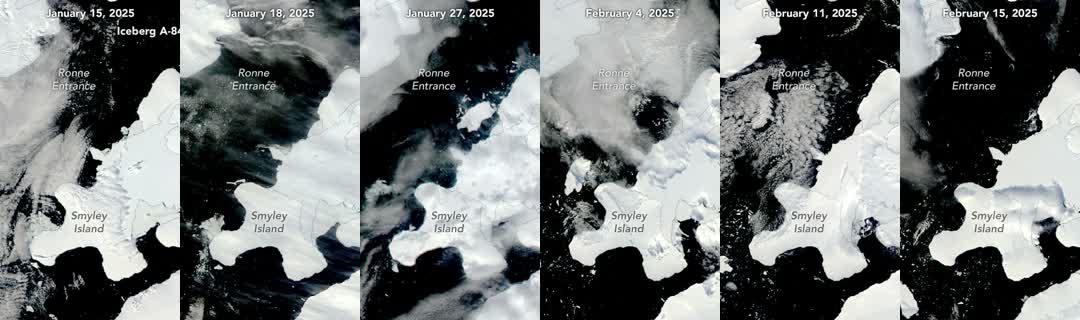 January 15, 2025
Iceberg A-84
Ronne
Entrance
Smyley
Island
January 18, 2025
Ronne
Entrance
Smyley
Island
January 27, 2025
Ronne
Entrance
Smyley
Island
February 4, 2025
Ronne
Entrance
Smyley
Island
February 11, 2025
Ronne
Entrance
Smyley
Island
February 15, 2025
Ronne
Entrance
Smyley
Island